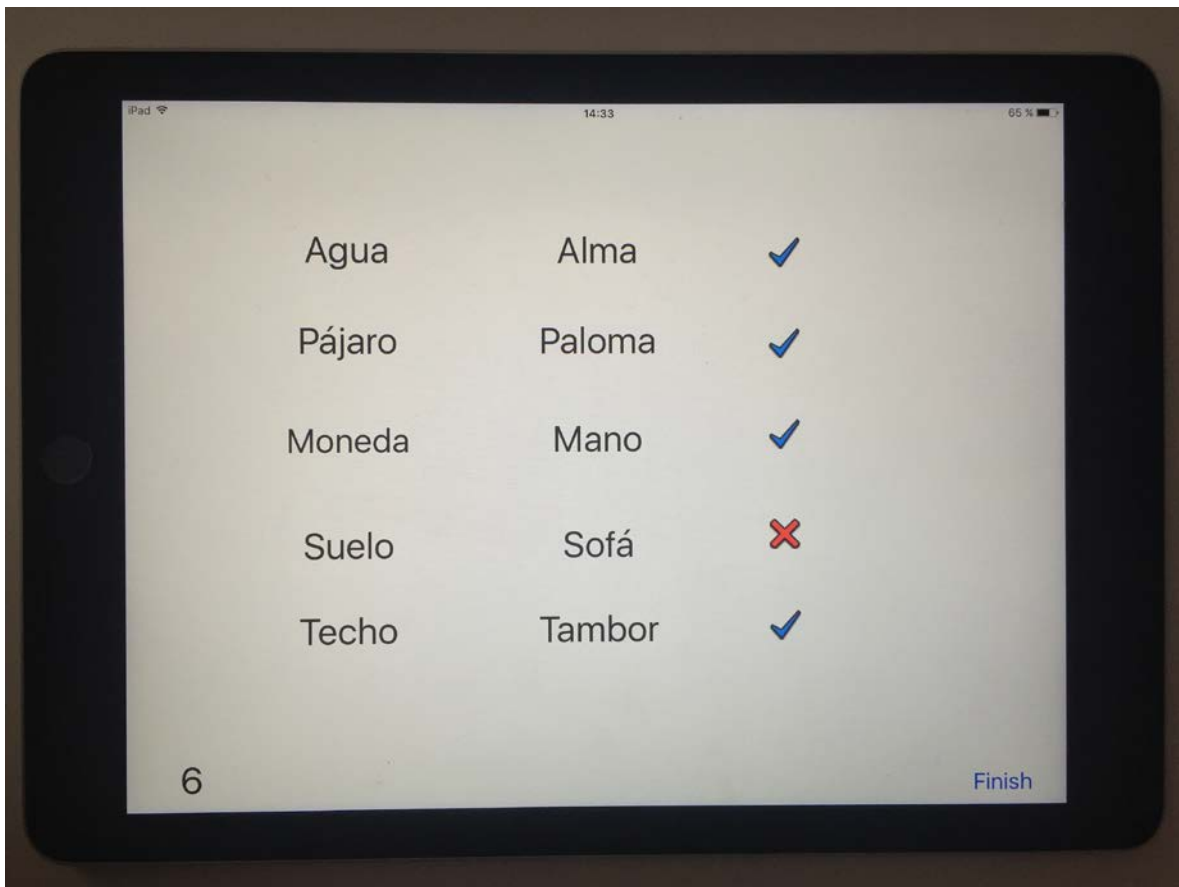 iPad 14:33 65 %
Agua Alma
Pájaro Paloma
Moneda Mano
Suelo Sofá
Techo Tambor
6 Finish